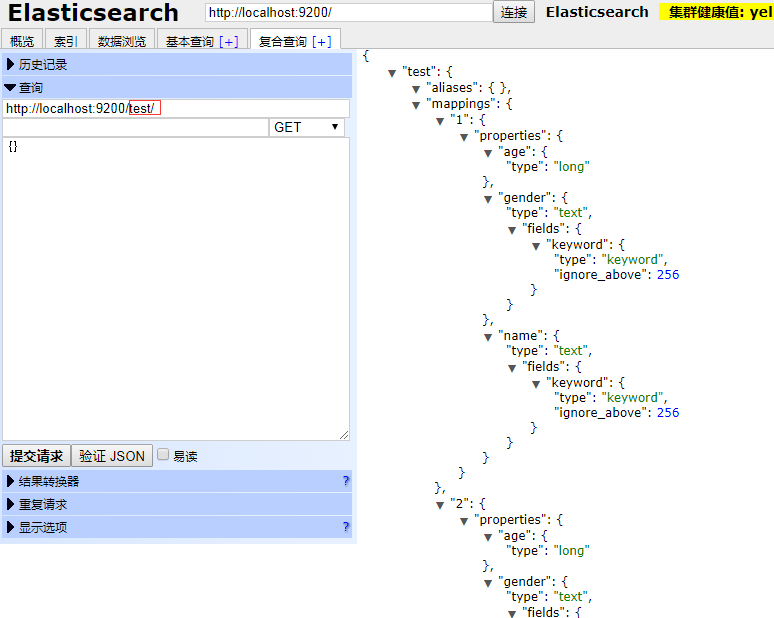 Elasticsearch http://localhost:9200/ 连接 Elasticsearch 集群健康值: yel
概览 索引 数据浏览 基本查询 [+] 复合查询 [+]
▶ 历史记录
▼ 查询
http://localhost:9200/test/
GET ▼
{}
提交请求 验证 JSON 易读
▶ 结果转换器 ?
▶ 重复请求
▶ 显示选项 ?
{
▼ "test": {
▼ "aliases": { },
▼ "mappings": {
▼ "1": {
▼ "properties": {
▼ "age": {
"type": "long"
},
▼ "gender": {
"type": "text",
▼ "fields": {
▼ "keyword": {
"type": "keyword",
"ignore_above": 256
}
}
},
▼ "name": {
"type": "text",
▼ "fields": {
▼ "keyword": {
"type": "keyword",
"ignore_above": 256
}
}
}
}
},
▼ "2": {
▼ "properties": {
▼ "age": {
"type": "long"
},
▼ "gender": {
"type": "text",
▼ "fields": {